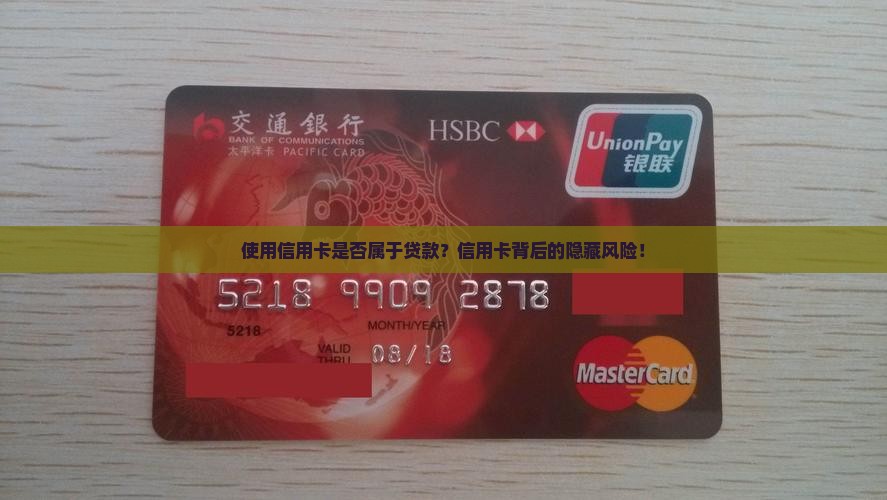 交通銀行
BANK OF COMMUNICATIONS
太平洋卡 PACIFIC CARD
HSBC
UnionPay
银联
使用信用卡是否属于贷款？信用卡背后的隐藏风险！
5218 9909 2878
5218
MONTH/YEAR
VALID
THRU
08/18
MasterCard